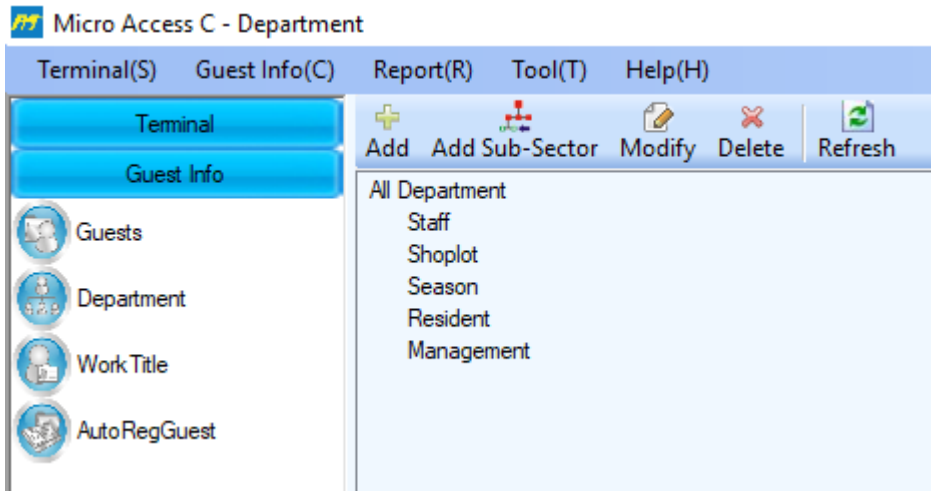 Micro Access C - Department
Terminal(S) Guest Info(C) Report(R) Tool(T) Help(H)
Terminal
Guest Info
Guests
Department
Work Title
AutoRegGuest
Add Add Sub-Sector Modify Delete Refresh
All Department
Staff
Shoplot
Season
Resident
Management